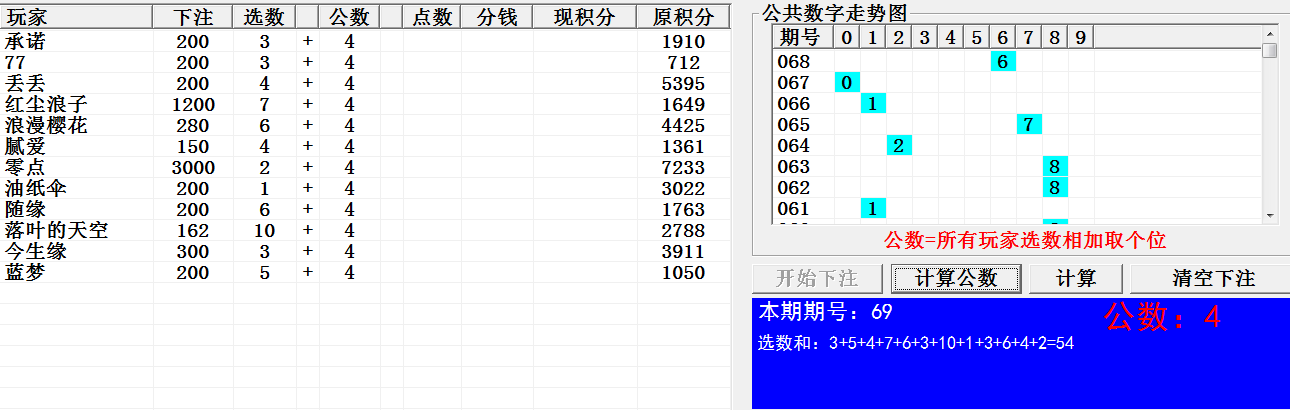 玩家 下注 选数 公数 点数 分钱 现积分 原积分
承诺 200 3 + 4 1910
77 200 3 + 4 712
丢丢 200 4 + 4 5395
红尘浪子 1200 7 + 4 1649
浪漫樱花 280 6 + 4 4425
腻爱 150 4 + 4 1361
零点 3000 2 + 4 7233
油纸伞 200 1 + 4 3022
随缘 200 6 + 4 1763
落叶的天空 162 10 + 4 2788
今生缘 300 3 + 4 3911
蓝梦 200 5 + 4 1050
公共数字走势图
期号 0 1 2 3 4 5 6 7 8 9
068 6
067 0
066 1
065 7
064 2
063 8
062 8
061 1
公数=所有玩家选数相加取个位
开始下注 计算公数 计算 清空下注
本期期号：69 公数：4
选数和：3+5+4+7+6+3+10+1+3+6+4+2=54